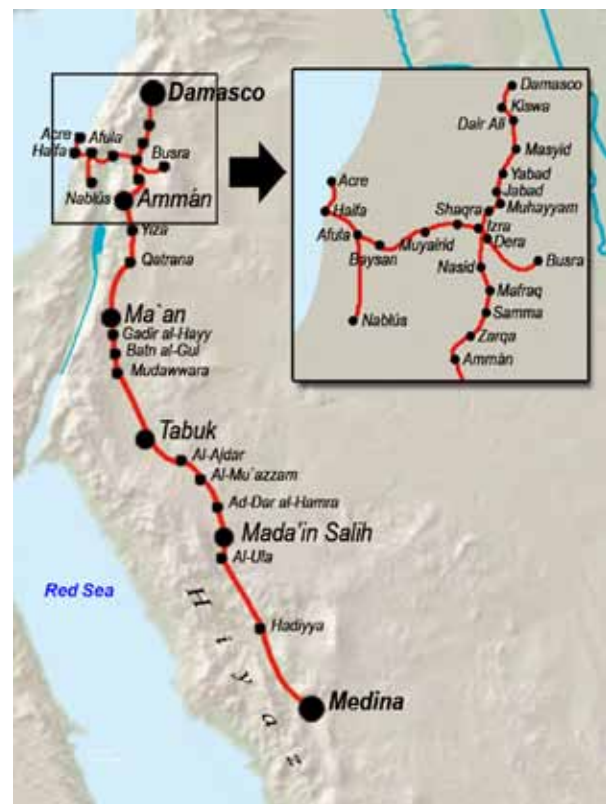 Damasco
Acre
Afula
Haifa
Busra
Nablús
Ammán
Yiza
Qatrana
Ma`an
Gadir al-Hayy
Batn al-Gul
Mudawwara
Tabuk
Al-Ajdar
Al-Mu`azzam
Ad-Dar al-Hamra
Mada'in Salih
Al-Ula
Red Sea
Hiyaz
Hadiyya
Medina
Damasco
Kiswa
Dair Ali
Masyid
Yabad
Jabad
Muhayyam
Acre
Haifa
Shaqra
Izra
Afula
Dera
Baysan
Muyairid
Busra
Nasid
Mafraq
Nablús
Samma
Zarqa
Ammán